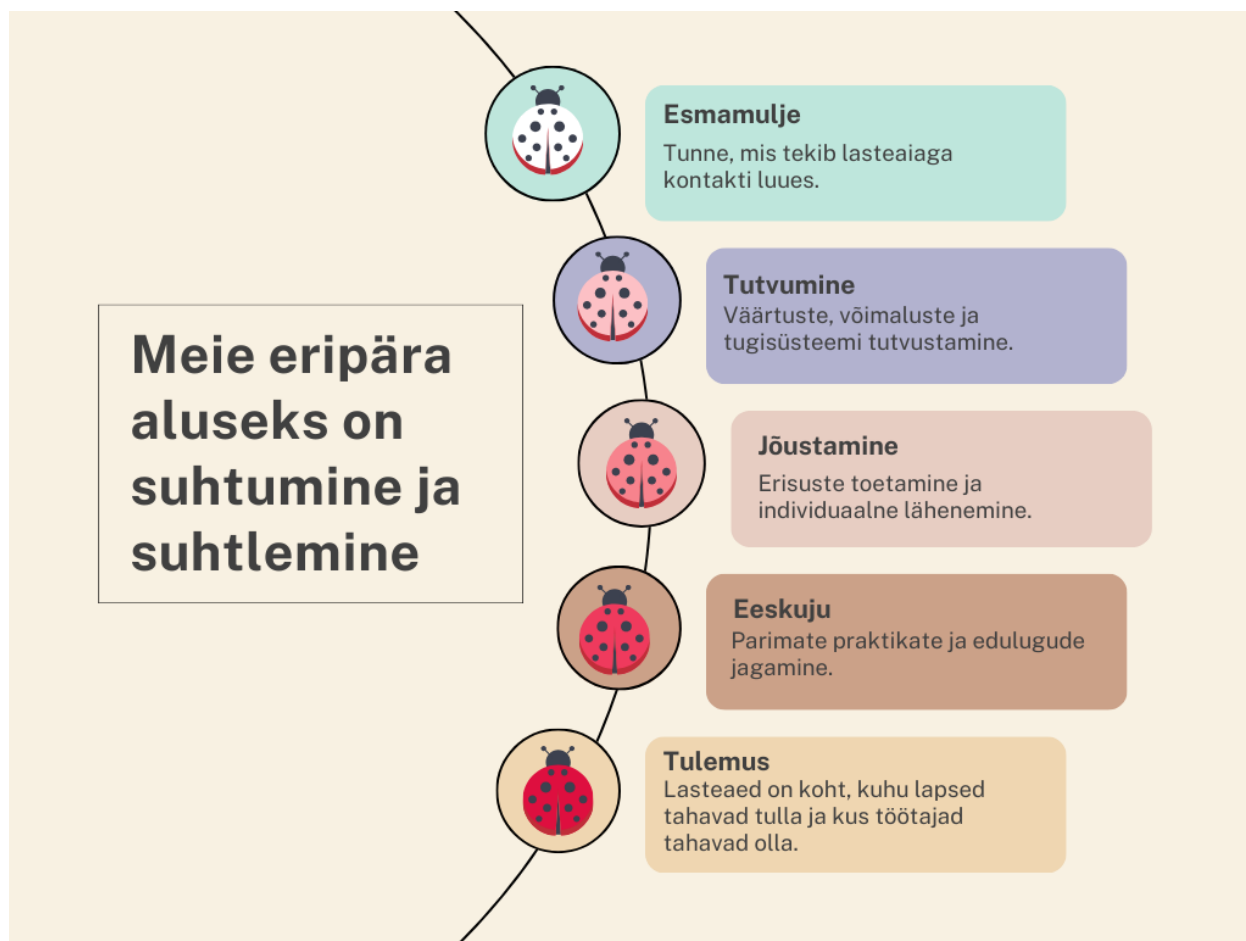 Meie eripära
aluseks on
suhtumine ja
suhtlemine
Esmamulje
Tunne, mis tekib lasteaiaga
kontakti luues.
Tutvumine
Väärtuste, võimaluste ja
tugisüsteemi tutvustamine.
Jõustamine
Erisuste toetamine ja
individuaalne lähenemine.
Eeskuju
Parimate praktikate ja edulugude
jagamine.
Tulemus
Lasteaed on koht, kuhu lapsed
tahavad tulla ja kus töötajad
tahavad olla.